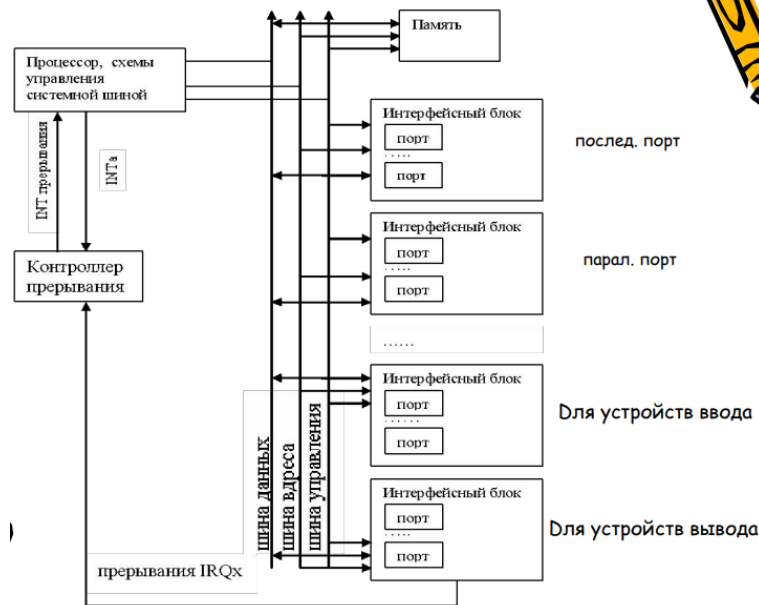 Память
Процессор, схемы
управления
системной шиной
INT прерывания
INTa
Контроллер
прерывания
Интерфейсный блок
порт
.....
порт
послед. порт
Интерфейсный блок
порт
.....
порт
парал. порт
......
Интерфейсный блок
порт
......
порт
Для устройств ввода
Интерфейсный блок
порт
.....
порт
Для устройств вывода
шина данных
шина вдреса
шина управления
прерывания IRQx